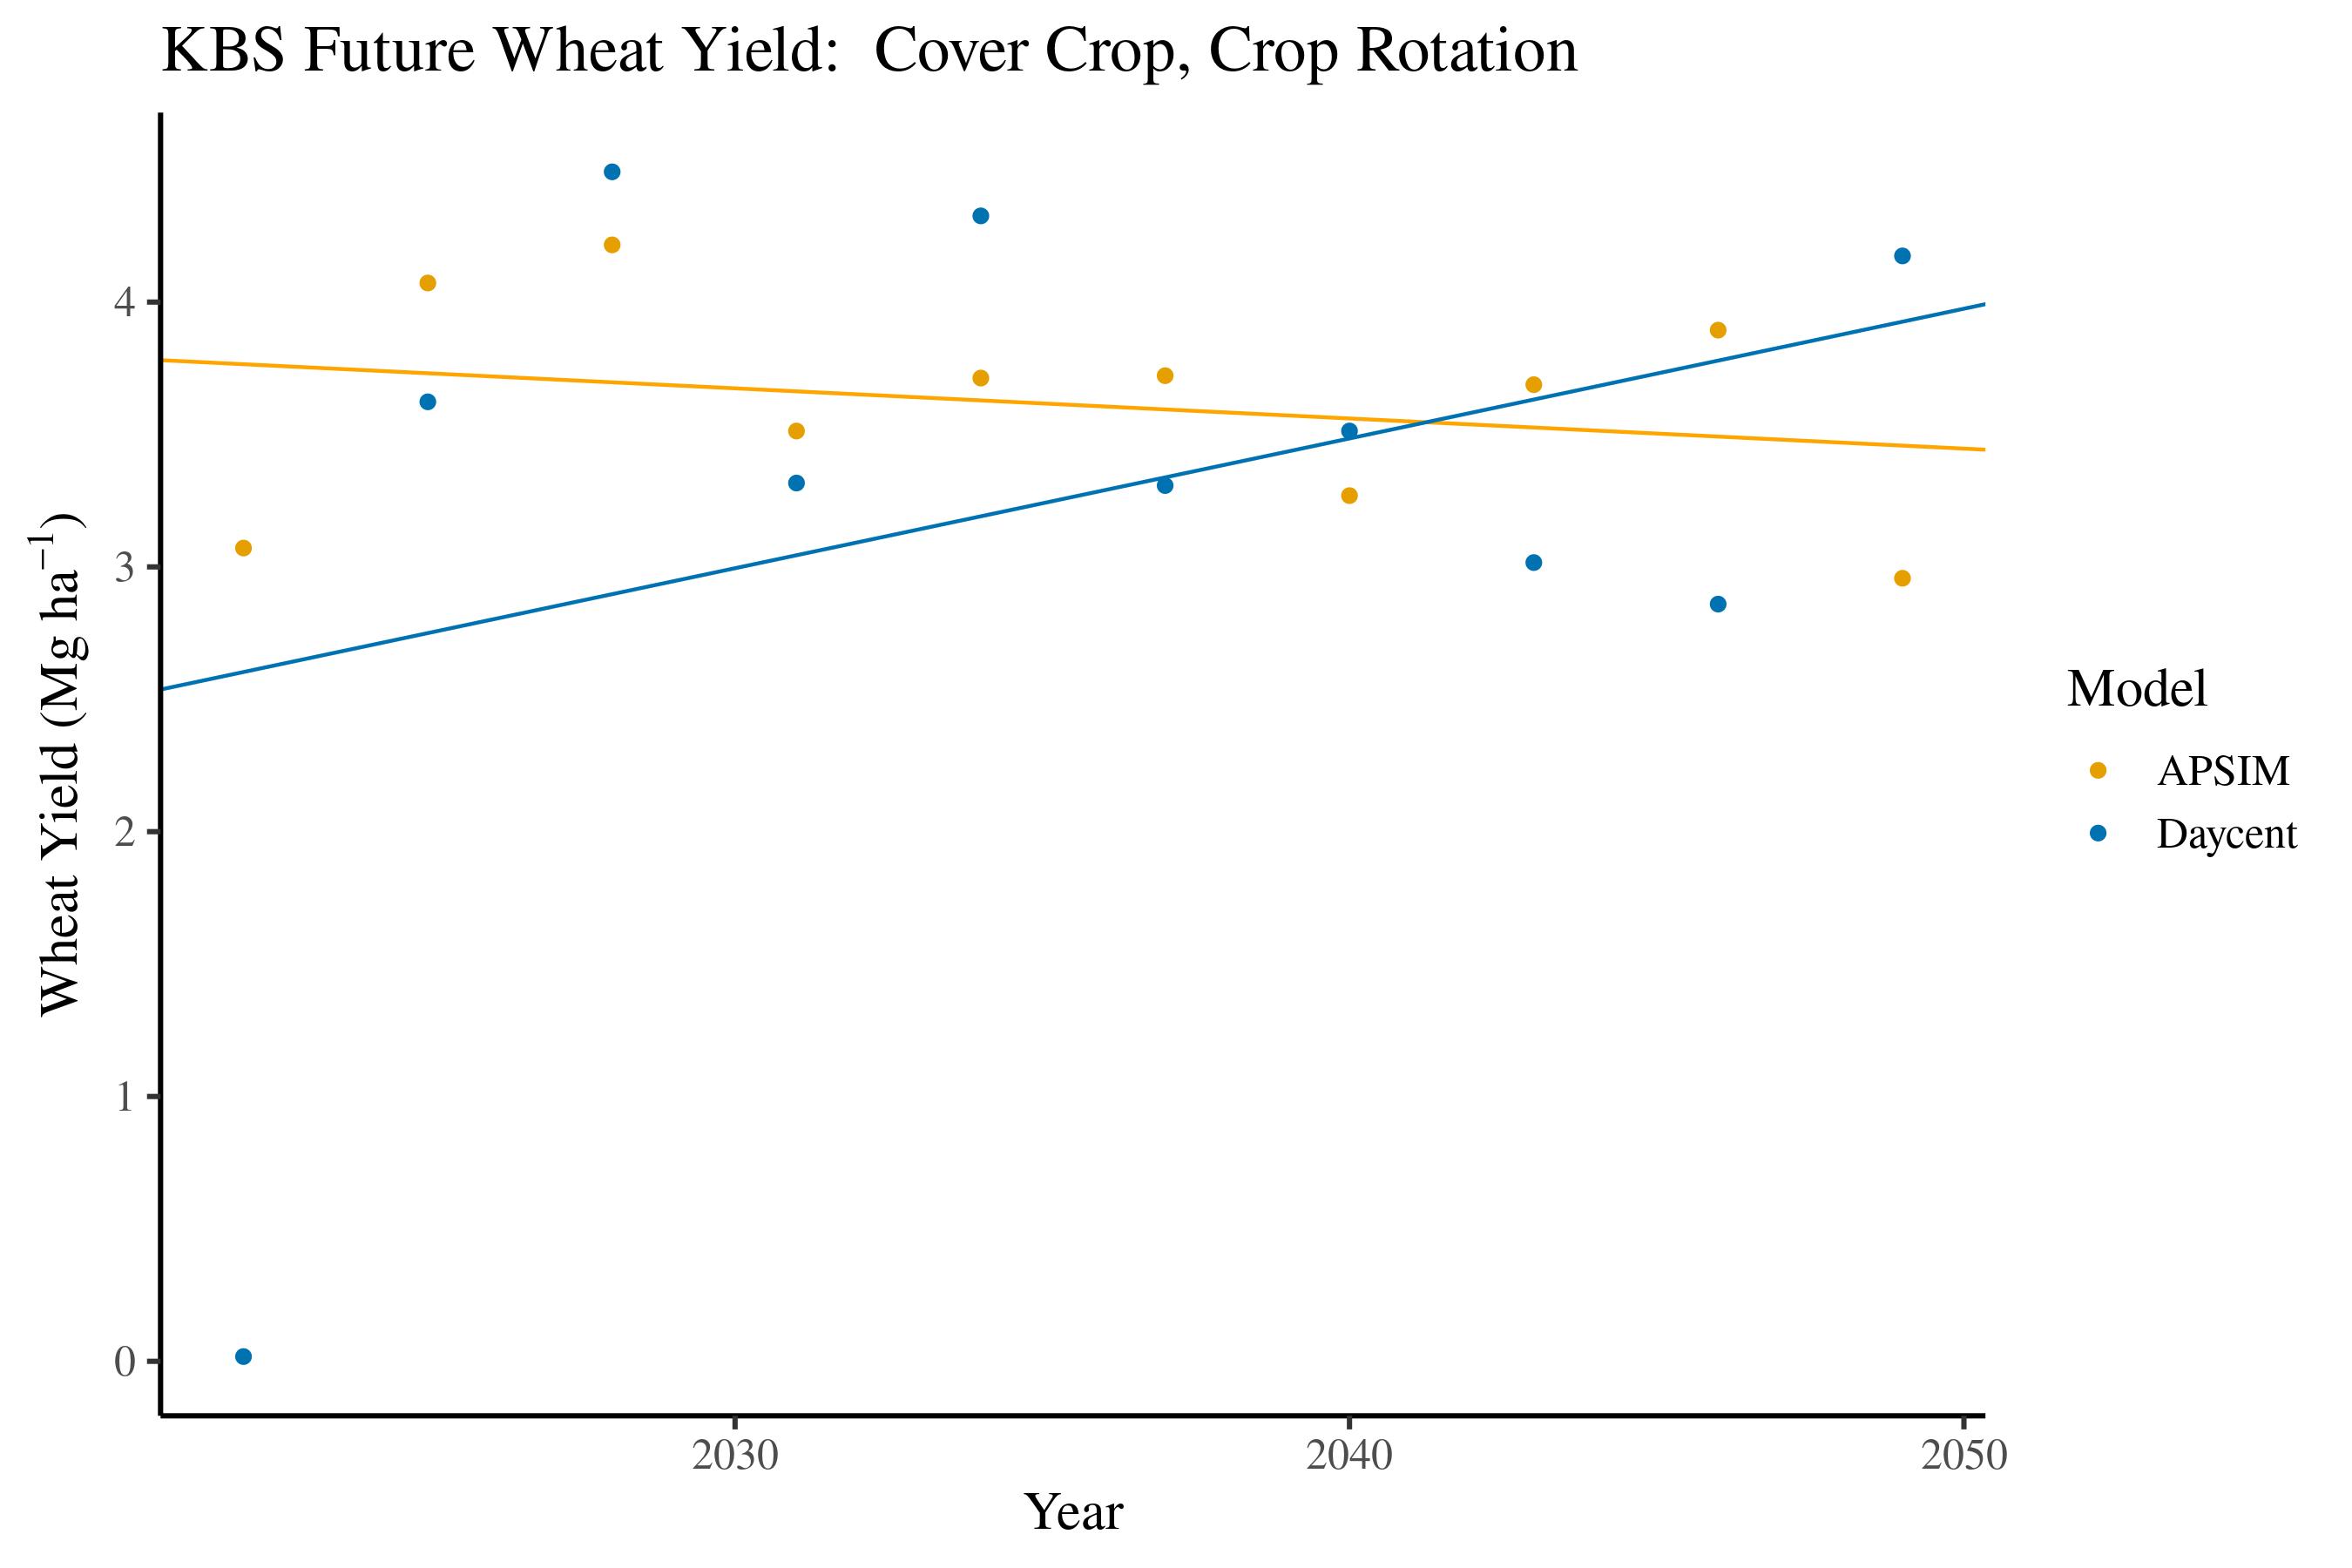 KBS Future Wheat Yield:  Cover Crop, Crop Rotation
Wheat Yield (Mg ha⁻¹)
4
3
2
1
0
2030
2040
2050
Year
Model
APSIM
Daycent